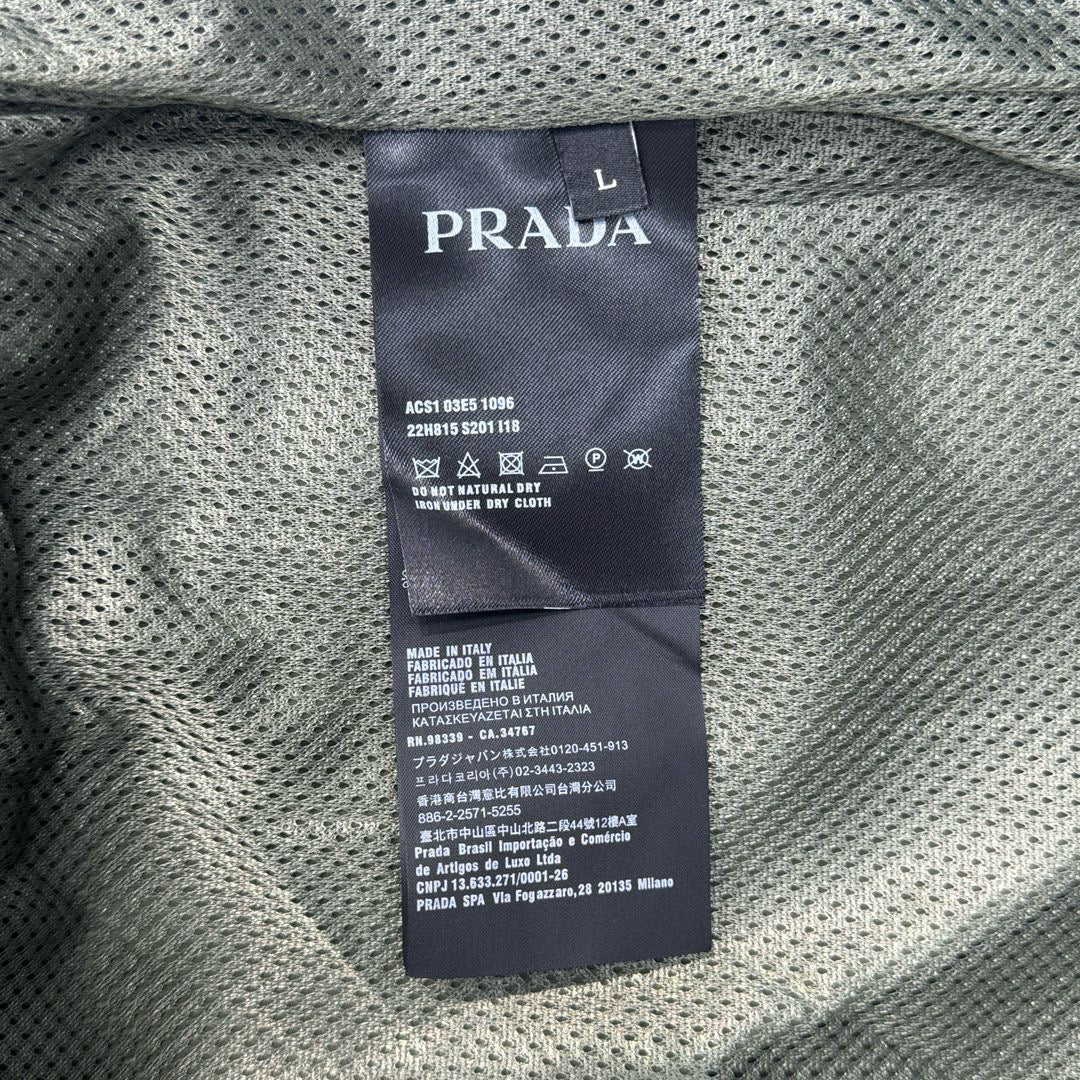 L
PRADA
ACS1 03E5 1096
22H815 S201 I18
DO NOT NATURAL DRY
IRON UNDER DRY CLOTH
MADE IN ITALY
FABRICADO EN ITALIA
FABRICADO EM ITÁLIA
FABRIQUÉ EN ITALIE
ПРОИЗВЕДЕНО В ИТАЛИЯ
ΚΑΤΑΣΚΕΥΑΖΕΤΑΙ ΣΤΗ ΙΤΑΛΙΑ
RN.98339 - CA.34767
プラダジャパン株式会社0120-451-913
프라다코리아(주)02-3443-2323
香港商台灣意比有限公司台灣分公司
886-2-2571-5255
臺北市中山區中山北路二段44號12樓A室
Prada Brasil Importação e Comércio
de Artigos de Luxo Ltda
CNPJ 13.633.271/0001-26
PRADA SPA Via Fogazzaro,28 20135 Milano